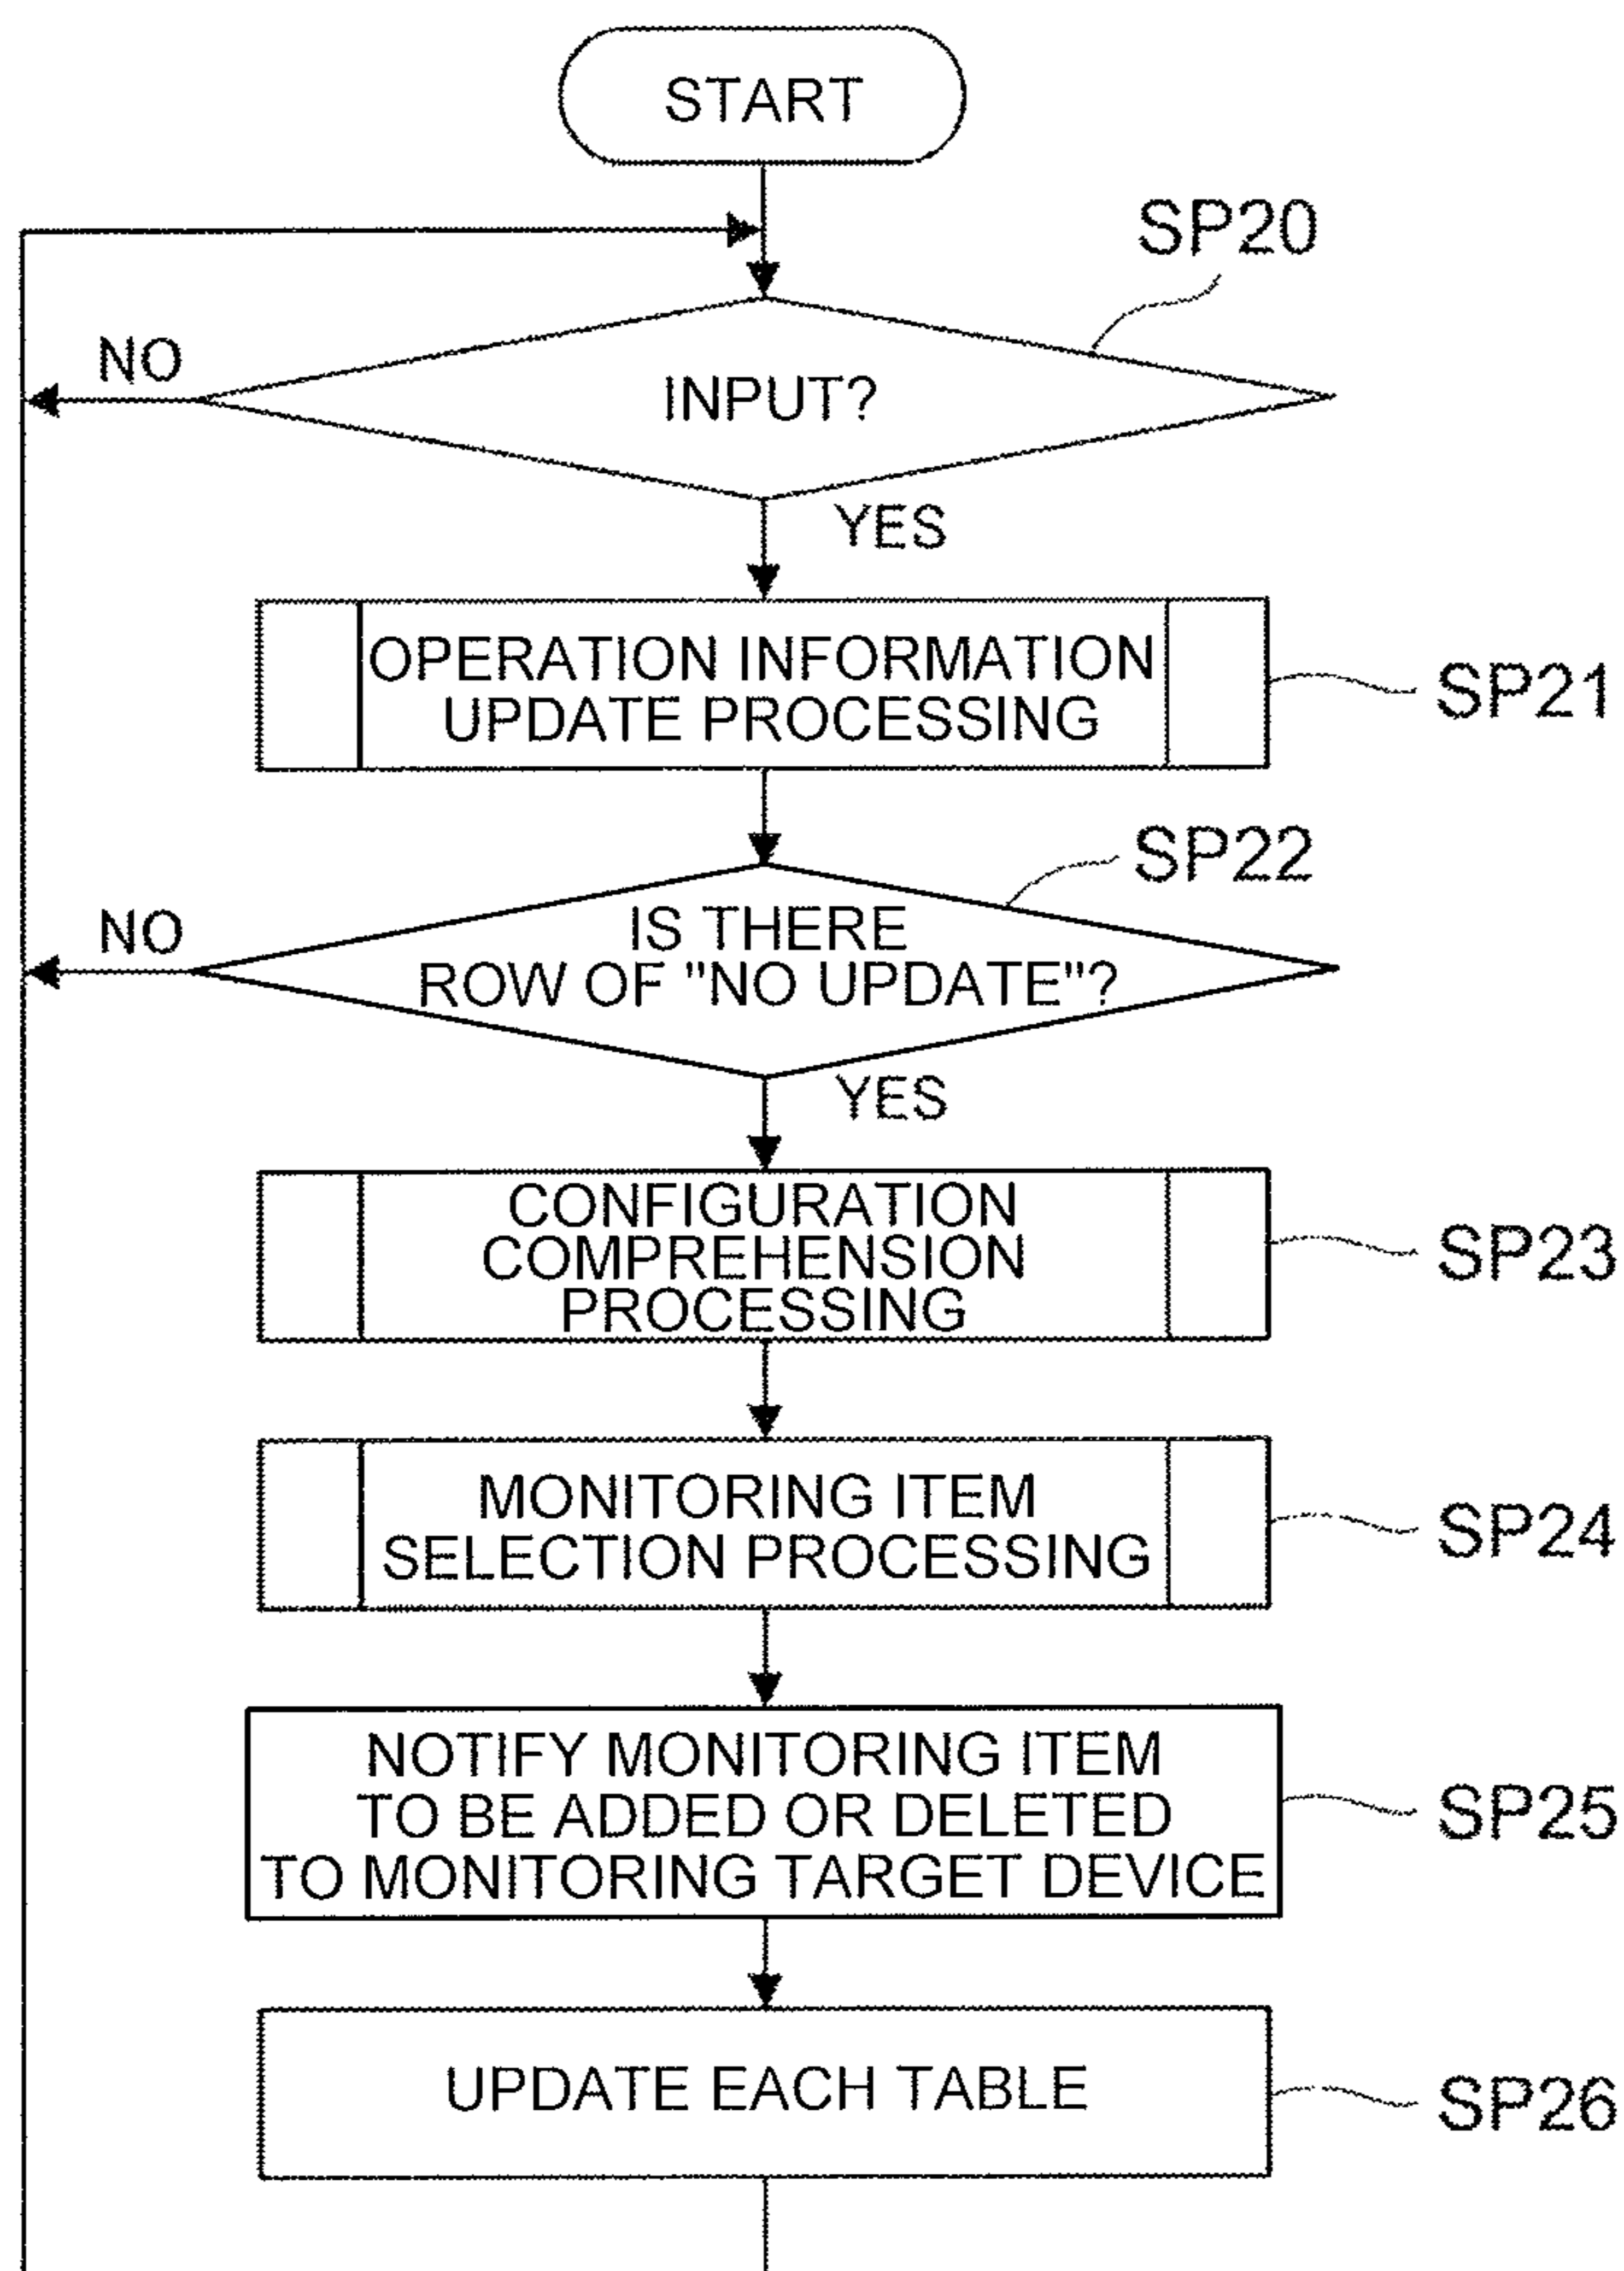 START
SP20
NO
INPUT?
YES
OPERATION INFORMATION
UPDATE PROCESSING
SP21
SP22
NO
IS THERE
ROW OF "NO UPDATE"?
YES
CONFIGURATION
COMPREHENSION
PROCESSING
SP23
MONITORING ITEM
SELECTION PROCESSING
SP24
NOTIFY MONITORING ITEM
TO BE ADDED OR DELETED
TO MONITORING TARGET DEVICE
SP25
UPDATE EACH TABLE
SP26